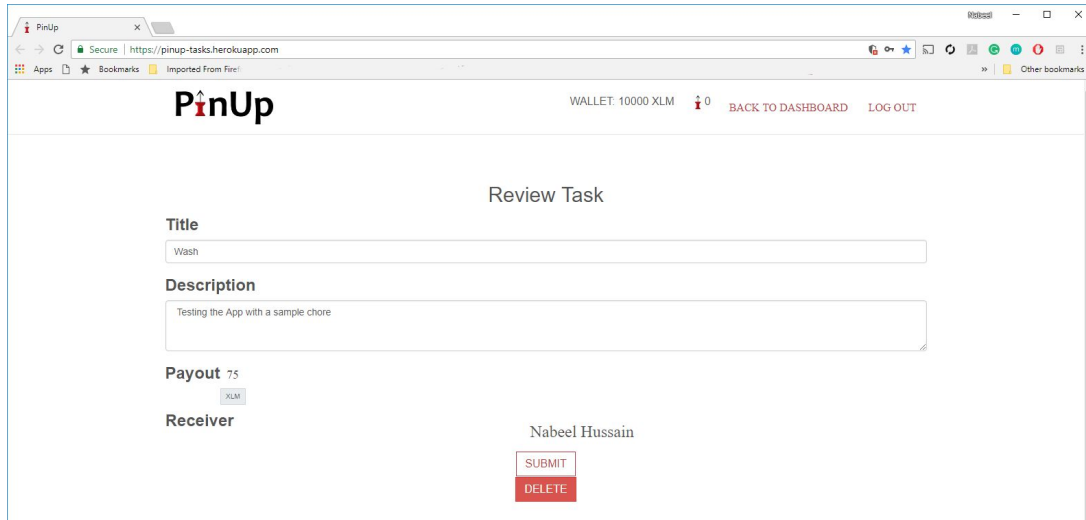 Nabeel
PinUp
Secure | https://pinup-tasks.herokuapp.com
Apps Bookmarks Imported From Firef Other bookmarks
PinUp WALLET: 10000 XLM 0 BACK TO DASHBOARD LOG OUT
Review Task
Title
Wash
Description
Testing the App with a sample chore
Payout 75
XLM
Receiver
Nabeel Hussain
SUBMIT
DELETE